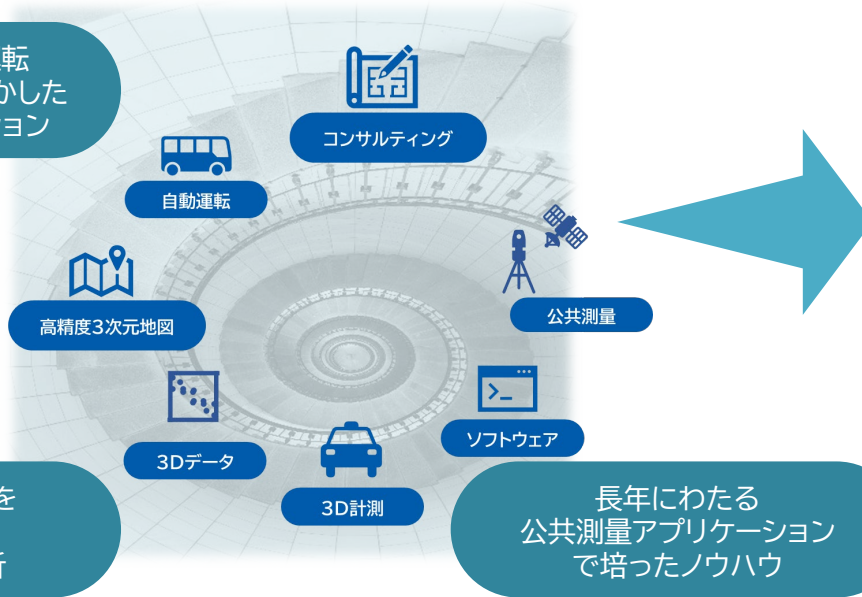 転
かした
ション
コンサルティング
自動運転
高精度3次元地図
公共測量
ソフトウェア
3Dデータ
3D計測
を
長年にわたる
公共測量アプリケーション
で培ったノウハウ